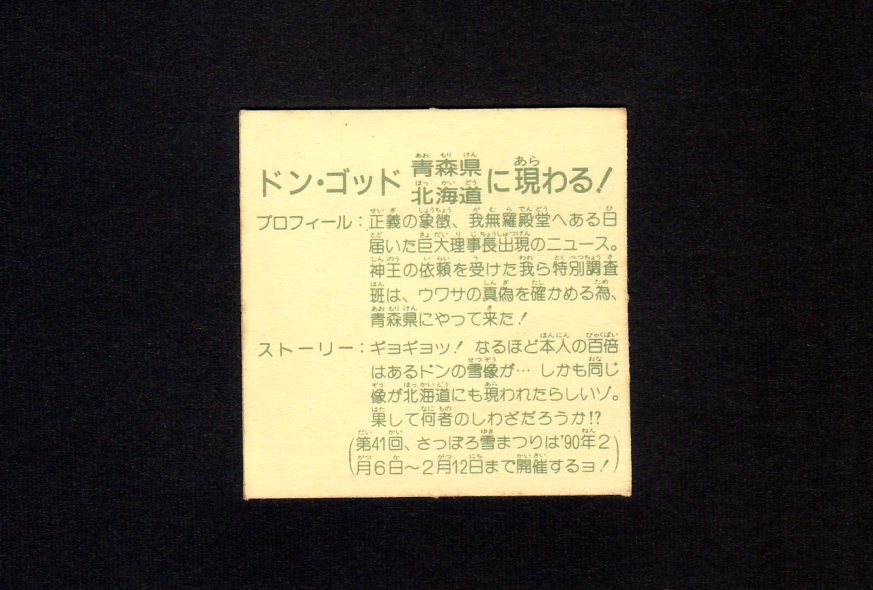 ドン・ゴッド 青森県 北海道 に現わる!
プロフィール：正義の象徴、我無羅殿堂へある日
届いた巨大理事長出現のニュース。
神王の依頼を受けた我ら特別調査
班は、ウワサの真偽を確かめる為、
青森県にやって来た!
ストーリー：ギョギョッ! なるほど本人の百倍
はあるドンの雪像が… しかも同じ
像が北海道にも現われたらしいゾ。
果して何者のしわざだろうか!?
(第41回、さっぽろ雪まつりは'90年2
月6日～2月12日まで開催するヨ!)